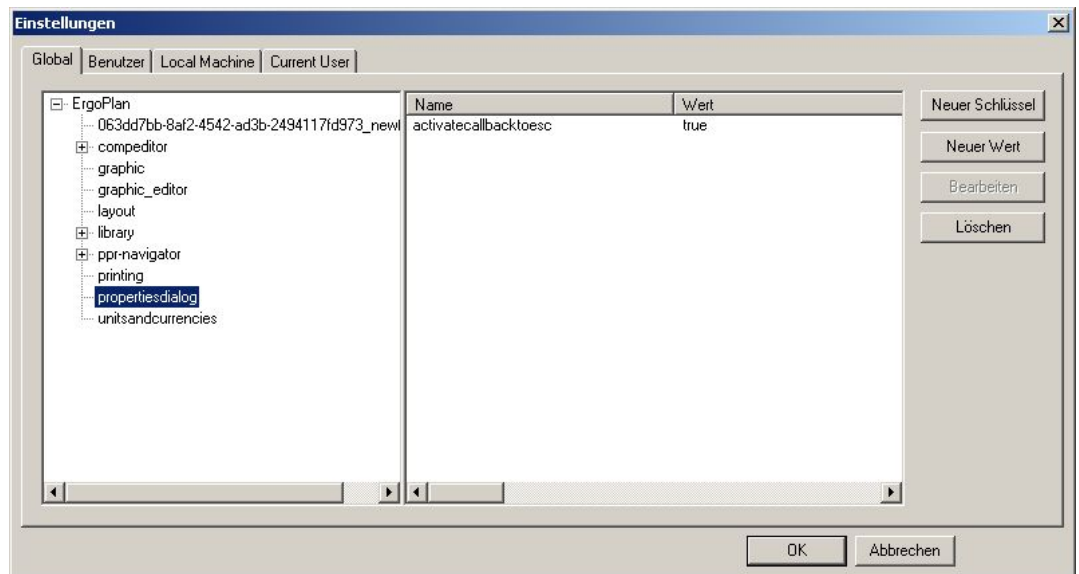 Einstellungen
Global Benutzer Local Machine Current User
ErgoPlan
063dd7bb-8af2-4542-ad3b-2494117fd973_newl
compeditor
graphic
graphic_editor
layout
library
ppr-navigator
printing
propertiesdialog
unitsandcurrencies
Name Wert
activatecallbacktoesc true
Neuer Schlüssel
Neuer Wert
Bearbeiten
Löschen
OK Abbrechen